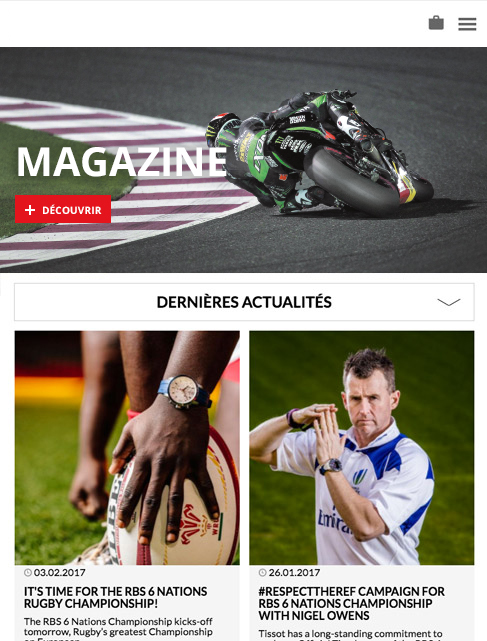 MAGAZINE
DÉCOUVRIR
DERNIÈRES ACTUALITÉS
03.02.2017
IT'S TIME FOR THE RBS 6 NATIONS
RUGBY CHAMPIONSHIP!
The RBS 6 Nations Championship kicks-off
tomorrow, Rugby's greatest Championship
26.01.2017
#RESPECTTHEREF CAMPAIGN FOR
RBS 6 NATIONS CHAMPIONSHIP
WITH NIGEL OWENS
Tissot has a long-standing commitment to
WRU